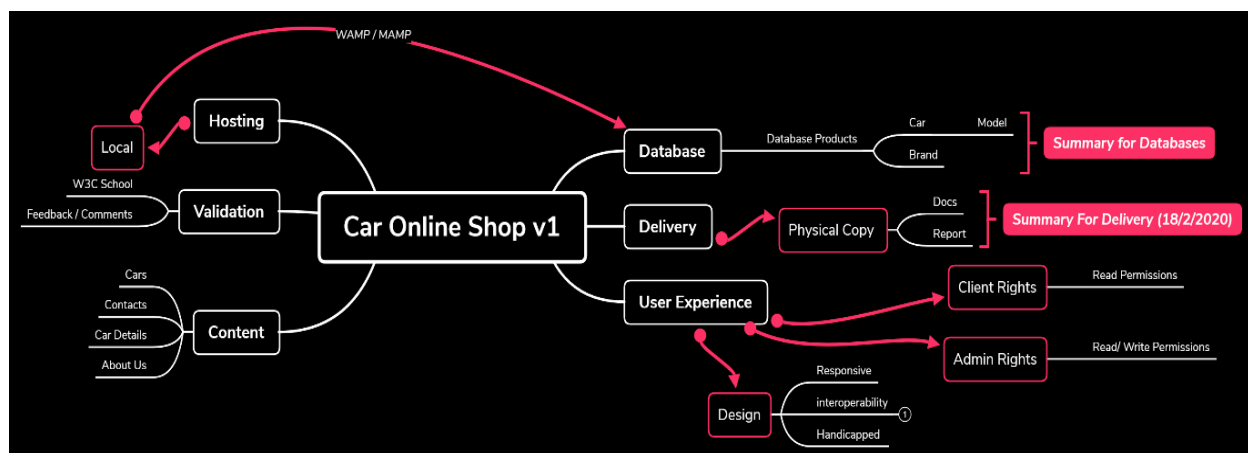 WAMP / MAMP
Hosting
Local
W3C School
Feedback / Comments
Validation
Cars
Contacts
Car Details
About Us
Content
Car Online Shop v1
Database
Database Products
Car
Model
Brand
Summary for Databases
Delivery
Physical Copy
Docs
Report
Summary For Delivery (18/2/2020)
User Experience
Client Rights
Read Permissions
Admin Rights
Read/ Write Permissions
Design
Responsive
interoperability
1
Handicapped